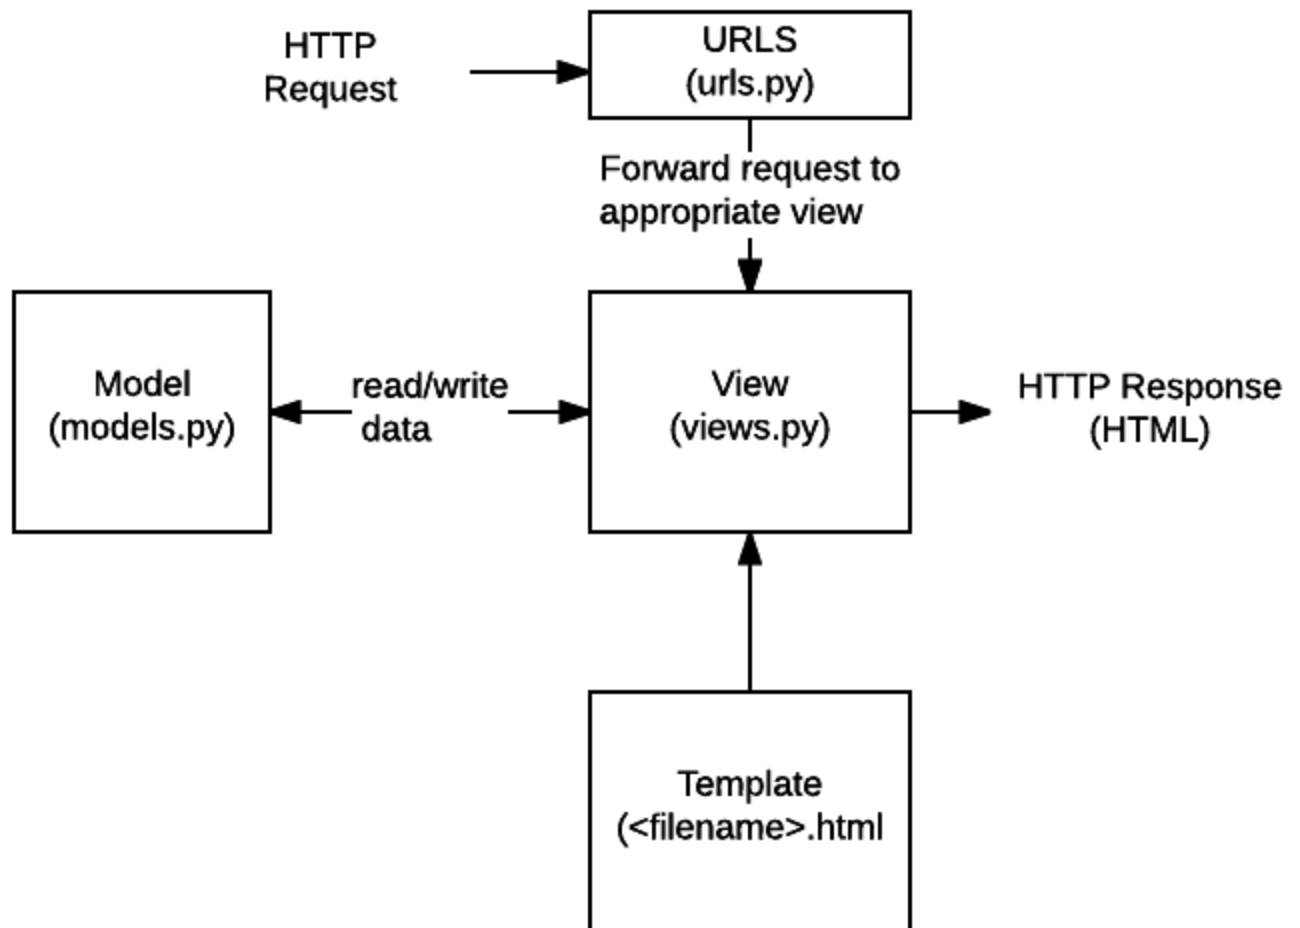 HTTP
Request
URLS
(urls.py)
Forward request to
appropriate view
Model
(models.py)
read/write
data
View
(views.py)
HTTP Response
(HTML)
Template
(<filename>.html